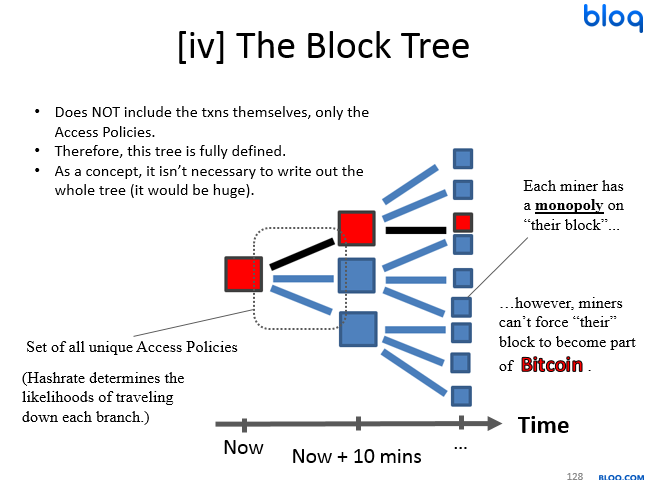 bloq
[iv] The Block Tree
• Does NOT include the txns themselves, only the
Access Policies.
• Therefore, this tree is fully defined.
• As a concept, it isn’t necessary to write out the
whole tree (it would be huge).
Each miner has
a monopoly on
“their block”...
…however, miners
can’t force “their”
block to become part
of Bitcoin .
Set of all unique Access Policies
(Hashrate determines the
likelihoods of traveling
down each branch.)
Time
Now
Now + 10 mins
...
128 BLOQ.COM